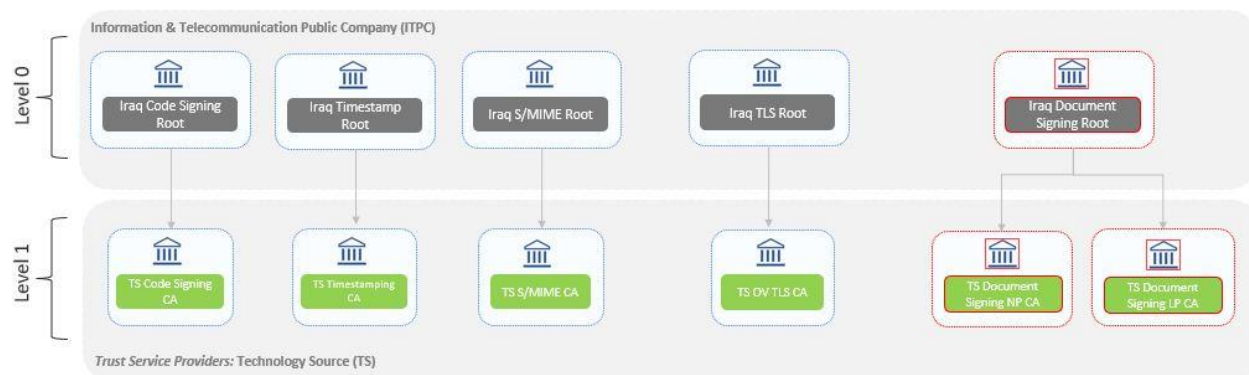 Information & Telecommunication Public Company (ITPC)
Level 0
Iraq Code Signing
Root
Iraq Timestamp
Root
Iraq S/MIME Root
Iraq TLS Root
Iraq Document
Signing Root
Level 1
TS Code Signing
CA
TS Timestamping
CA
TS S/MIME CA
TS OV TLS CA
TS Document
Signing NP CA
TS Document
Signing LP CA
Trust Service Providers: Technology Source (TS)